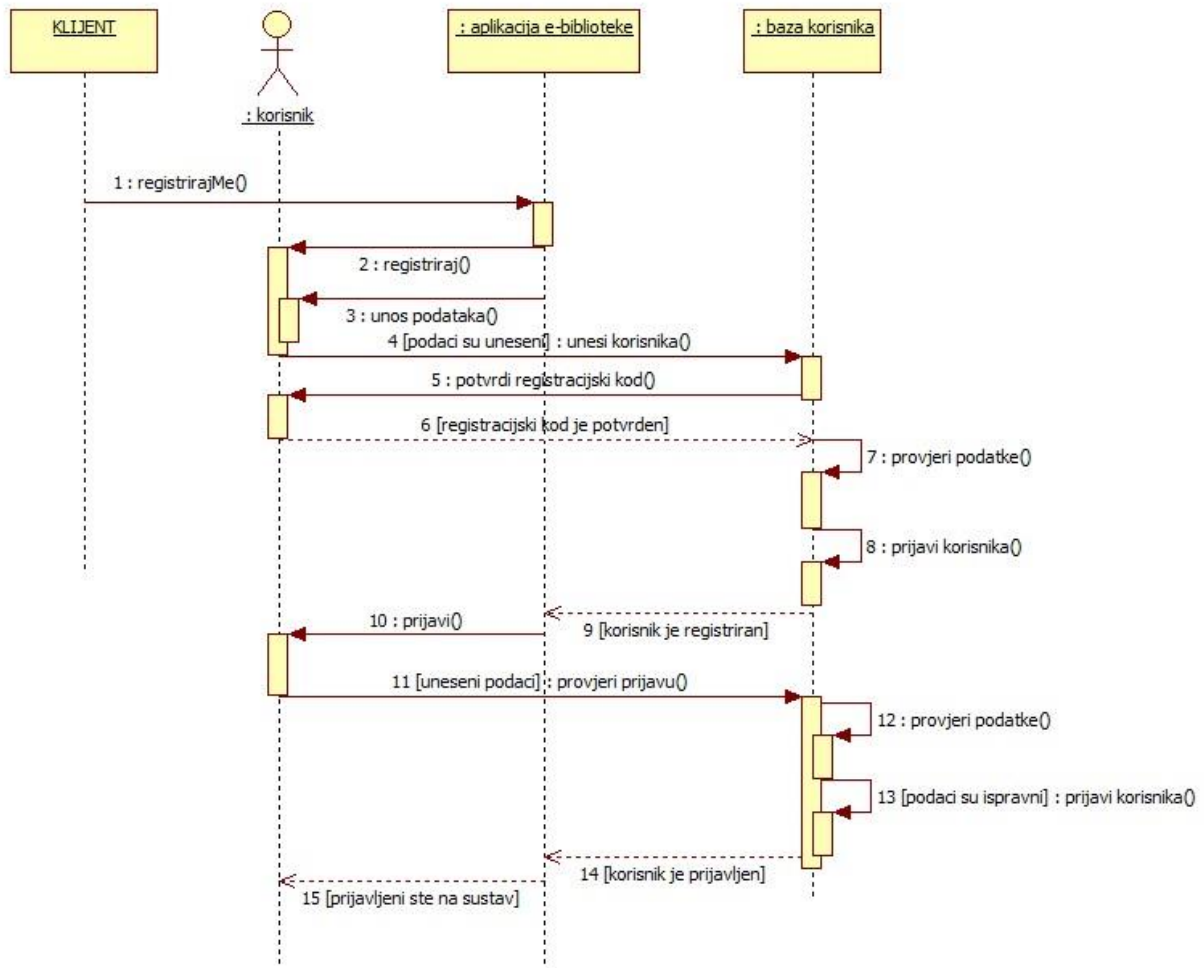 KLIJENT
: korisnik
: aplikacija e-biblioteke
: baza korisnika
1 : registrirajMe()
2 : registriraj()
3 : unos podataka()
4 [podaci su uneseni] : unesi korisnika()
5 : potvrdi registracijski kod()
6 [registracijski kod je potvrden]
7 : provjeri podatke()
8 : prijavi korisnika()
9 [korisnik je registriran]
10 : prijavi()
11 [uneseni podaci] : provjeri prijavu()
12 : provjeri podatke()
13 [podaci su ispravni] : prijavi korisnika()
14 [korisnik je prijavljen]
15 [prijavljeni ste na sustav]